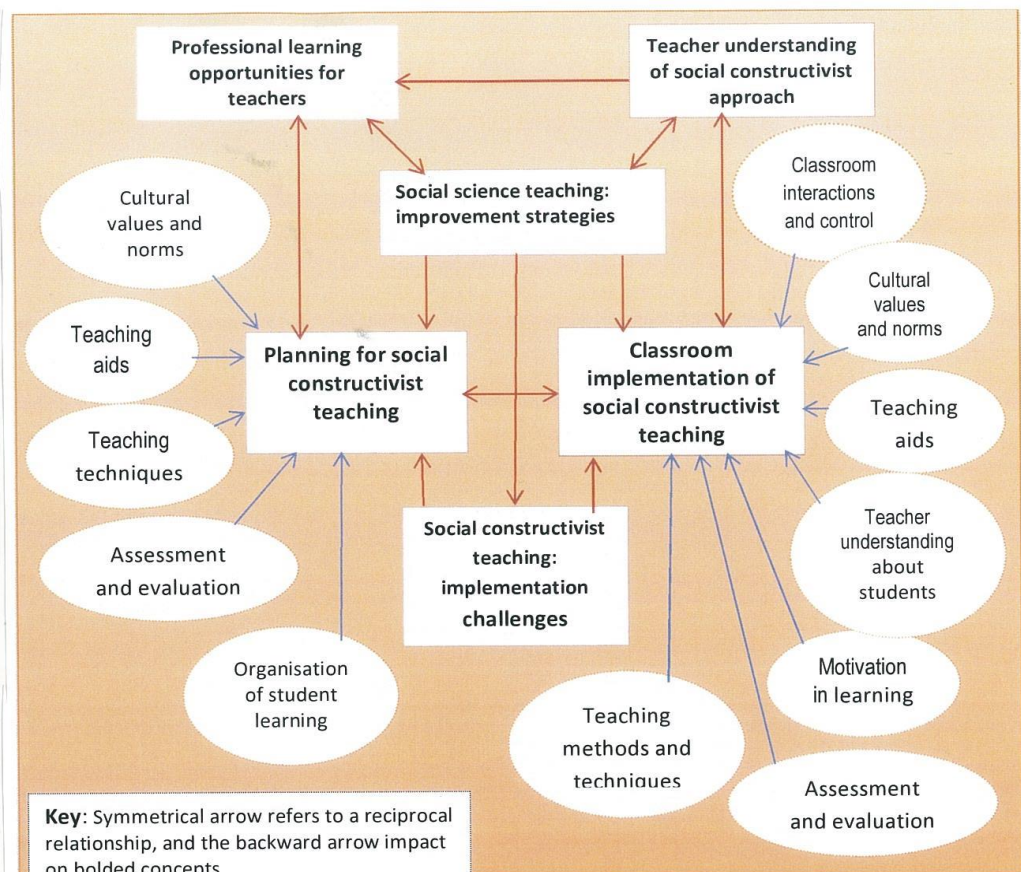 Professional learning
opportunities for
teachers
Teacher understanding
of social constructivist
approach
Social science teaching:
improvement strategies
Classroom
interactions
and control
Cultural
values and
norms
Cultural
values
and norms
Teaching
aids
Planning for social
constructivist
teaching
Classroom
implementation of
social constructivist
teaching
Teaching
aids
Teaching
techniques
Assessment
and evaluation
Social constructivist
teaching:
implementation
challenges
Teacher
understanding
about
students
Organisation
of student
learning
Motivation
in learning
Teaching
methods and
techniques
Assessment
and evaluation
Key: Symmetrical arrow refers to a reciprocal
relationship, and the backward arrow impact
on bolded concepts